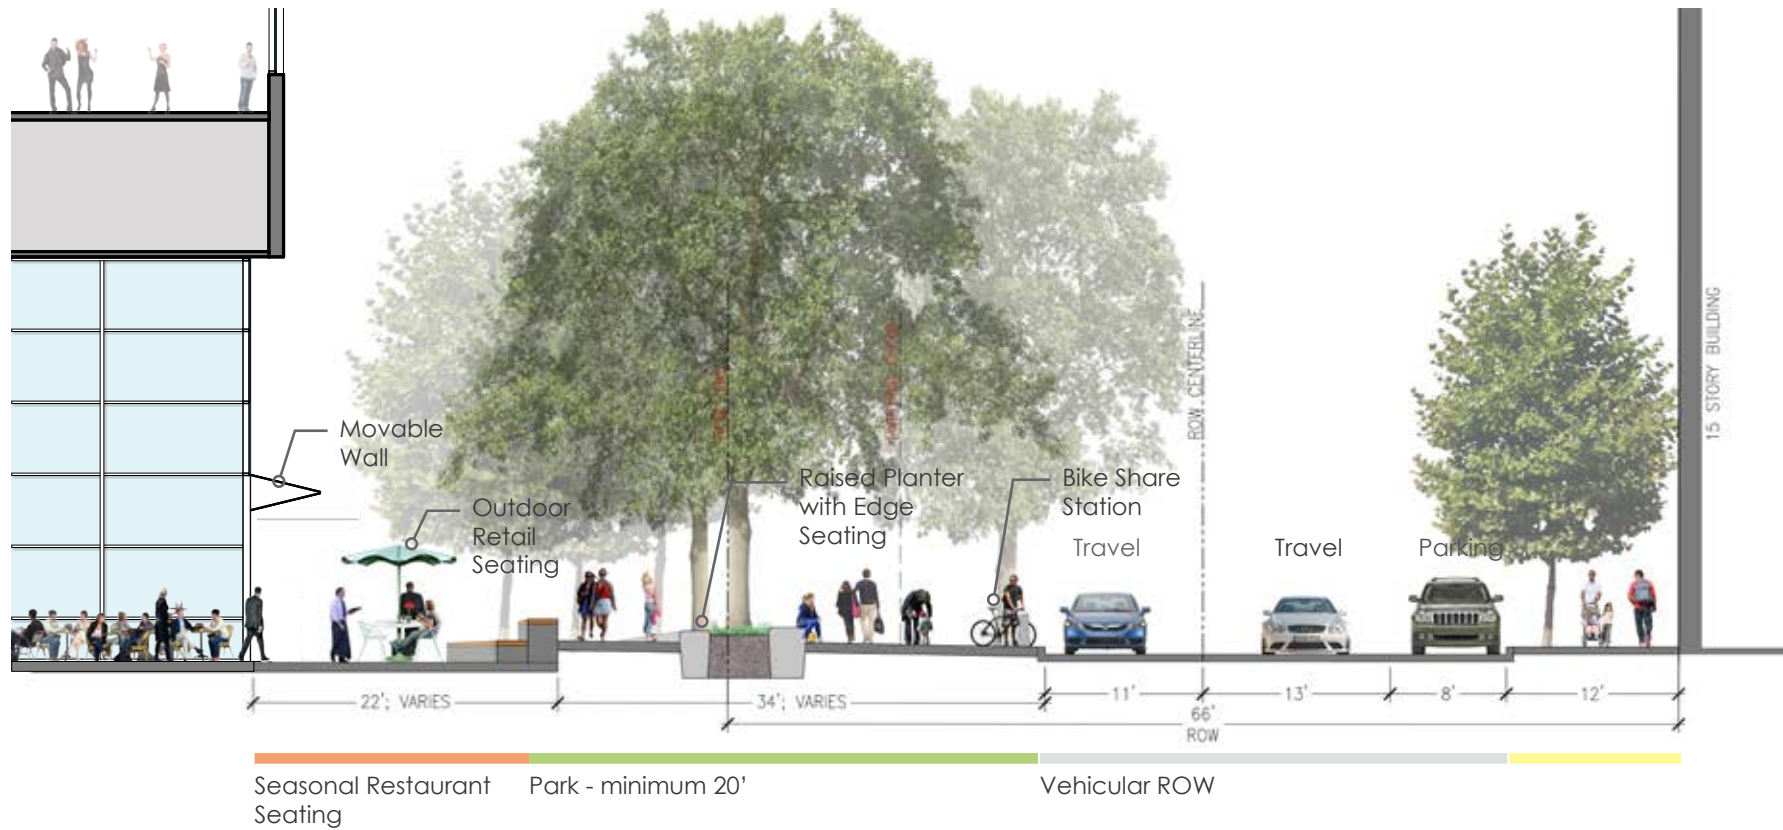 Movable
Wall
Outdoor
Retail
Seating
Raised Planter
with Edge
Seating
Bike Share
Station
Travel
Travel
Parking
ROW CENTERLINE
15 STORY BUILDING
22'; VARIES
34'; VARIES
11'
13'
8'
12'
66'
ROW
Seasonal Restaurant
Seating
Park - minimum 20’
Vehicular ROW